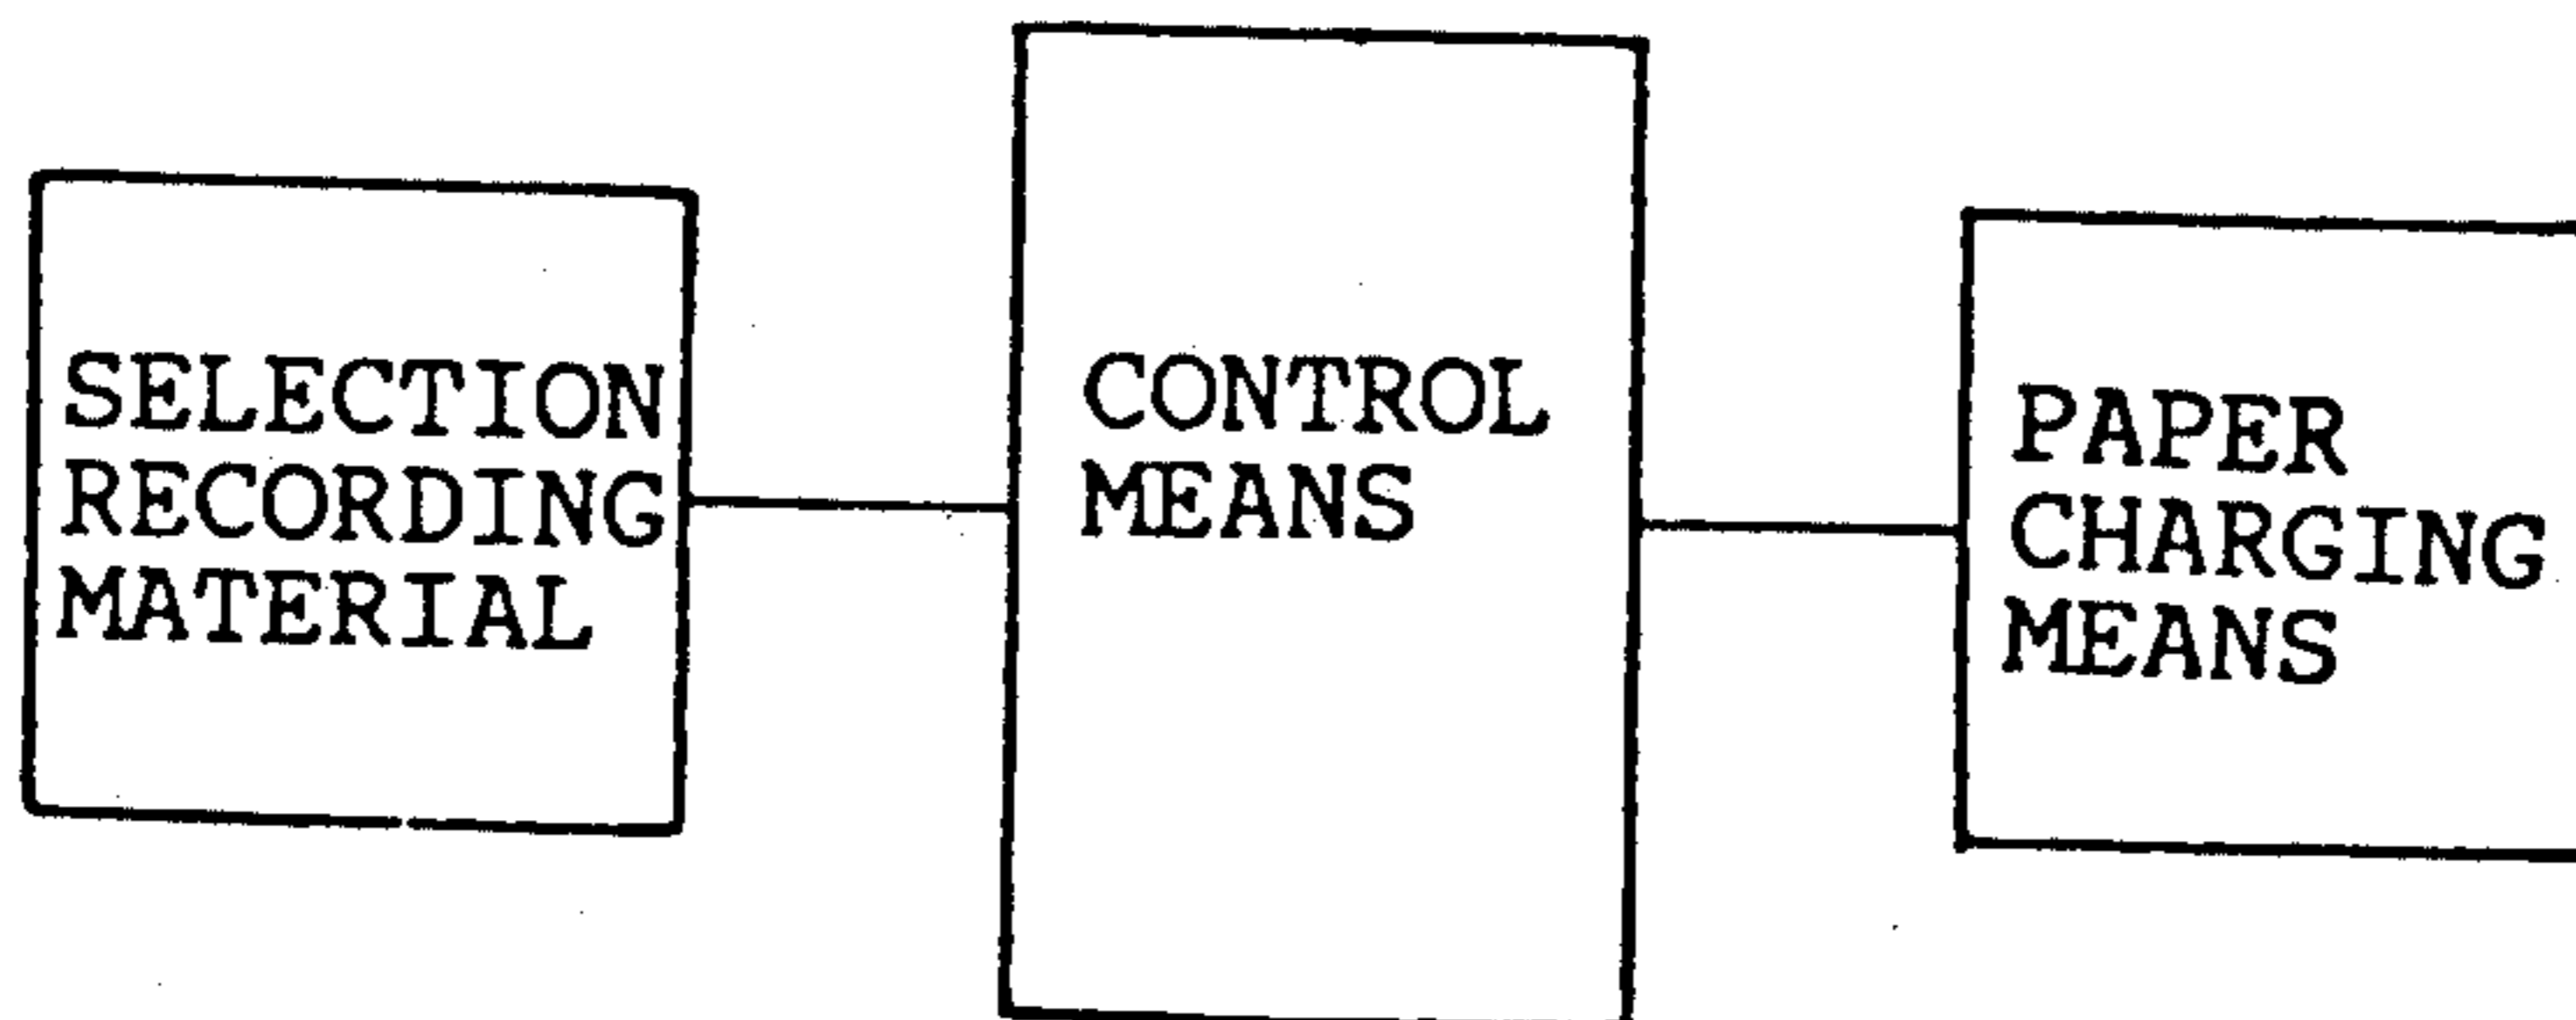 SELECTION
RECORDING
MATERIAL
CONTROL
MEANS
PAPER
CHARGING
MEANS